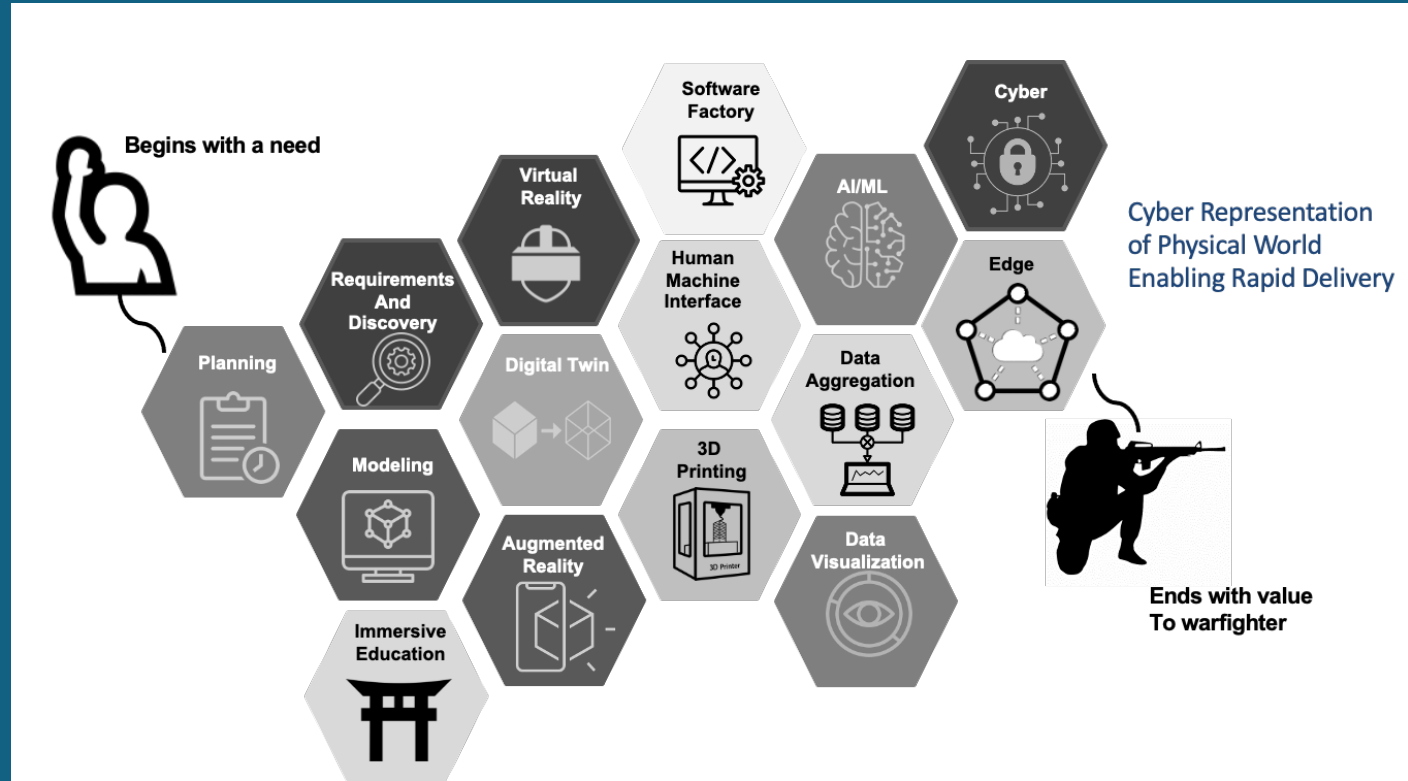 Begins with a need
Software
Factory
Cyber
Virtual
Reality
AI/ML
Cyber Representation
of Physical World
Enabling Rapid Delivery
Requirements
And
Discovery
Human
Machine
Interface
Edge
Planning
Digital Twin
Data
Aggregation
Modeling
3D
Printing
3D Printer
Augmented
Reality
Data
Visualization
Ends with value
To warfighter
Immersive
Education